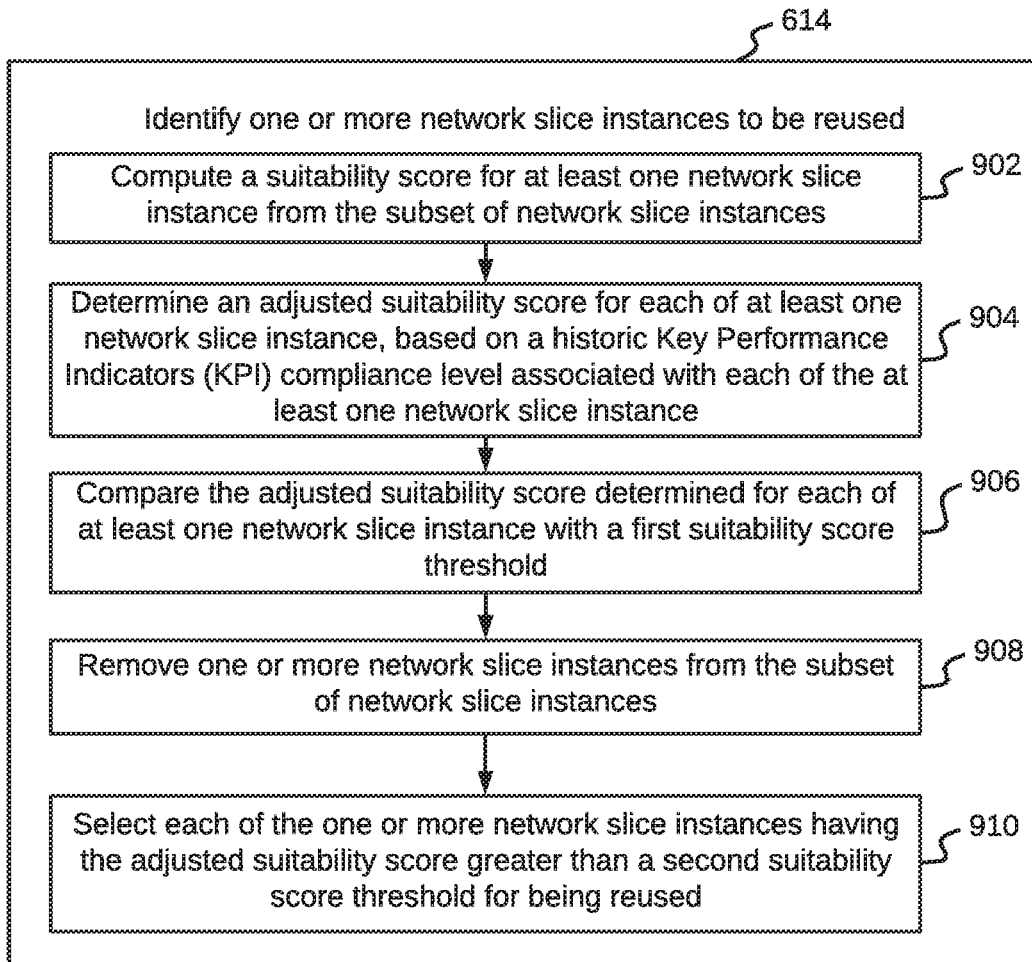 614
Identify one or more network slice instances to be reused
Compute a suitability score for at least one network slice
instance from the subset of network slice instances
902
Determine an adjusted suitability score for each of at least one
network slice instance, based on a historic Key Performance
Indicators (KPI) compliance level associated with each of the at
least one network slice instance
904
Compare the adjusted suitability score determined for each of
at least one network slice instance with a first suitability score
threshold
906
Remove one or more network slice instances from the subset
of network slice instances
908
Select each of the one or more network slice instances having
the adjusted suitability score greater than a second suitability
score threshold for being reused
910